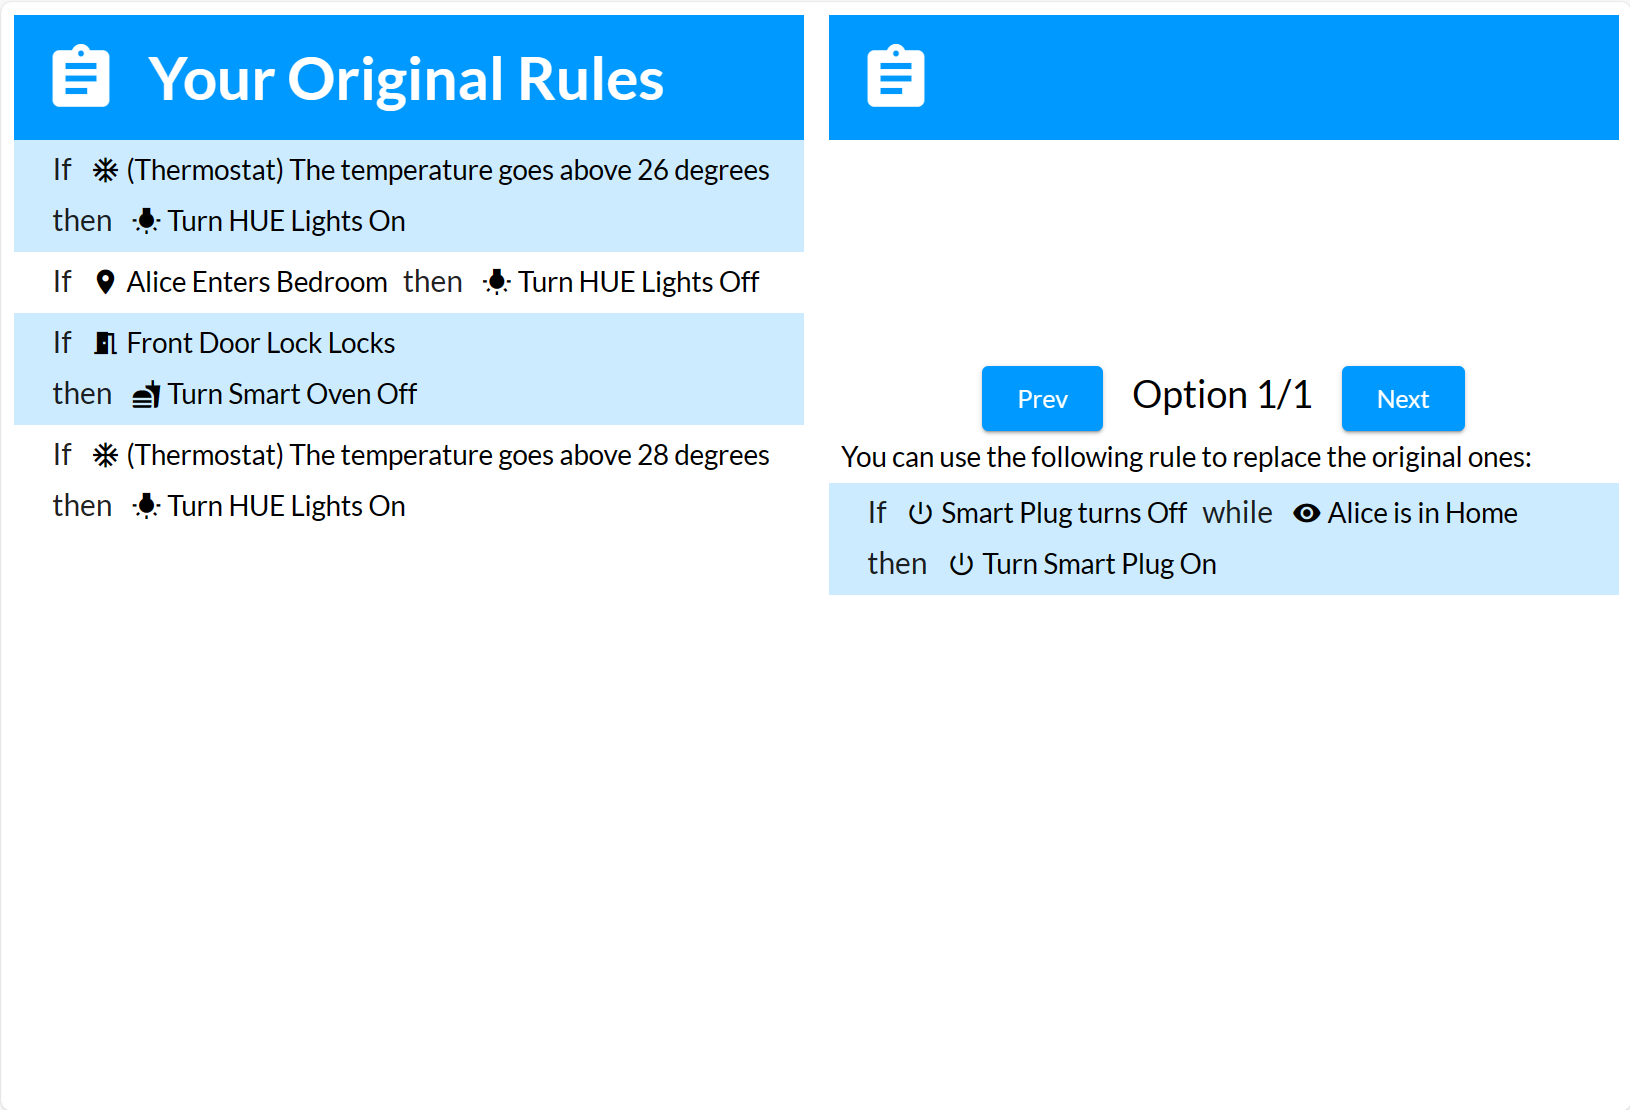 Your Original Rules
If (Thermostat) The temperature goes above 26 degrees
then Turn HUE Lights On
If Alice Enters Bedroom then Turn HUE Lights Off
If Front Door Lock Locks
then Turn Smart Oven Off
If (Thermostat) The temperature goes above 28 degrees
then Turn HUE Lights On
Prev Option 1/1 Next
You can use the following rule to replace the original ones:
If Smart Plug turns Off while Alice is in Home
then Turn Smart Plug On